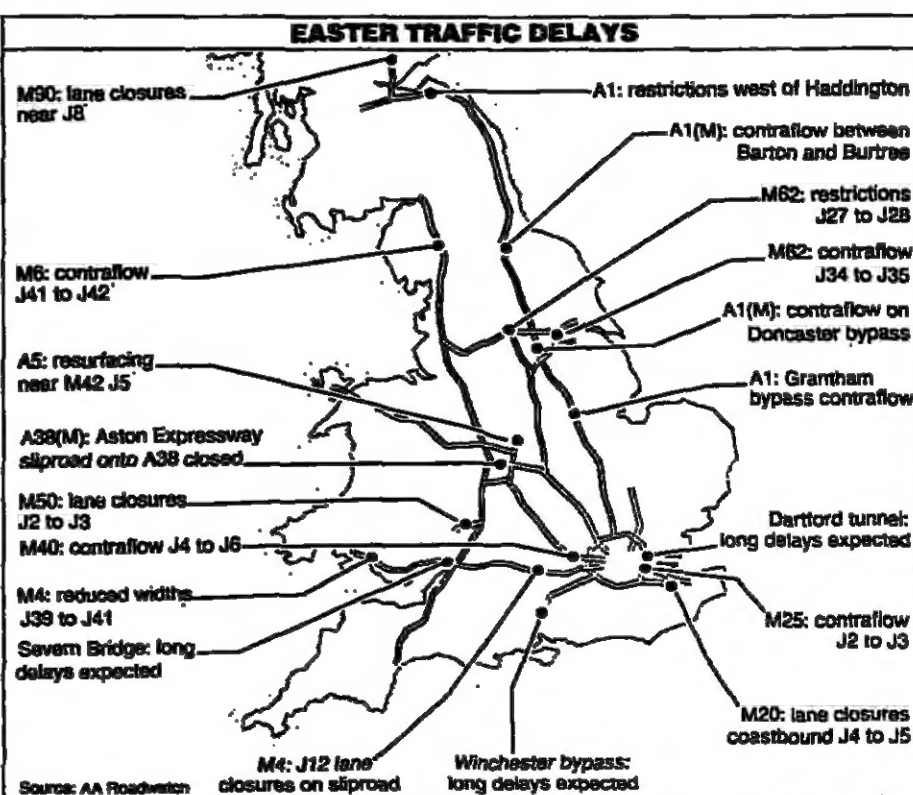 EASTER TRAFFIC DELAYS
M90: lane closures
near J8
A1: restrictions west of Haddington
A1(M): contraflow between
Barton and Burtree
M62: restrictions
J27 to J28
M62: contraflow
J34 to J35
A1(M): contraflow on
Doncaster bypass
A1: Grantham
bypass contraflow
M6: contraflow
J41 to J42
A5: resurfacing
near M42 J5
A38(M): Aston Expressway
sliproad onto A38 closed
M50: lane closures
J2 to J3
M40: contraflow J4 to J6
M4: reduced widths
J39 to J41
Severn Bridge: long
delays expected
Dartford tunnel:
long delays expected
M25: contraflow
J2 to J3
M20: lane closures
coastbound J4 to J5
M4: J12 lane
closures on sliproad
Winchester bypass:
long delays expected
Source: AA Roadwatch